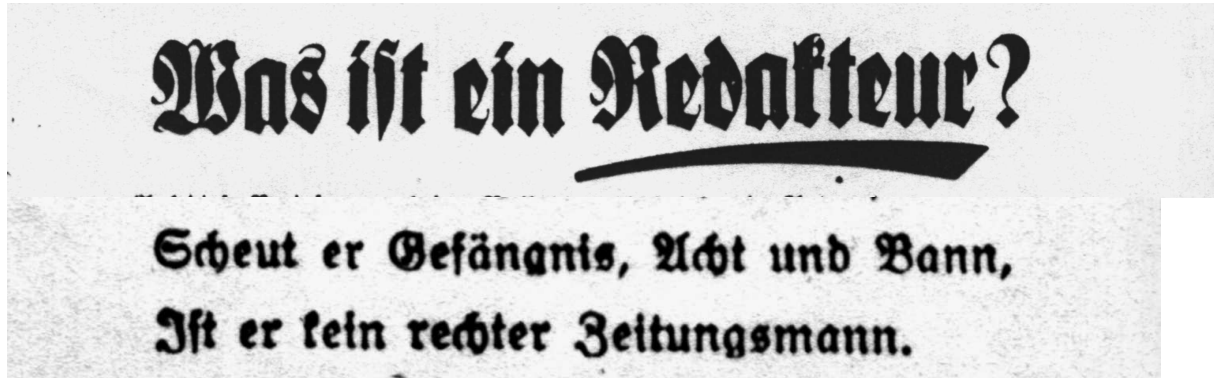 Was ist ein Redakteur?
Scheut er Gefängnis, Acht und Bann,
Ist er kein rechter Zeitungsmann.